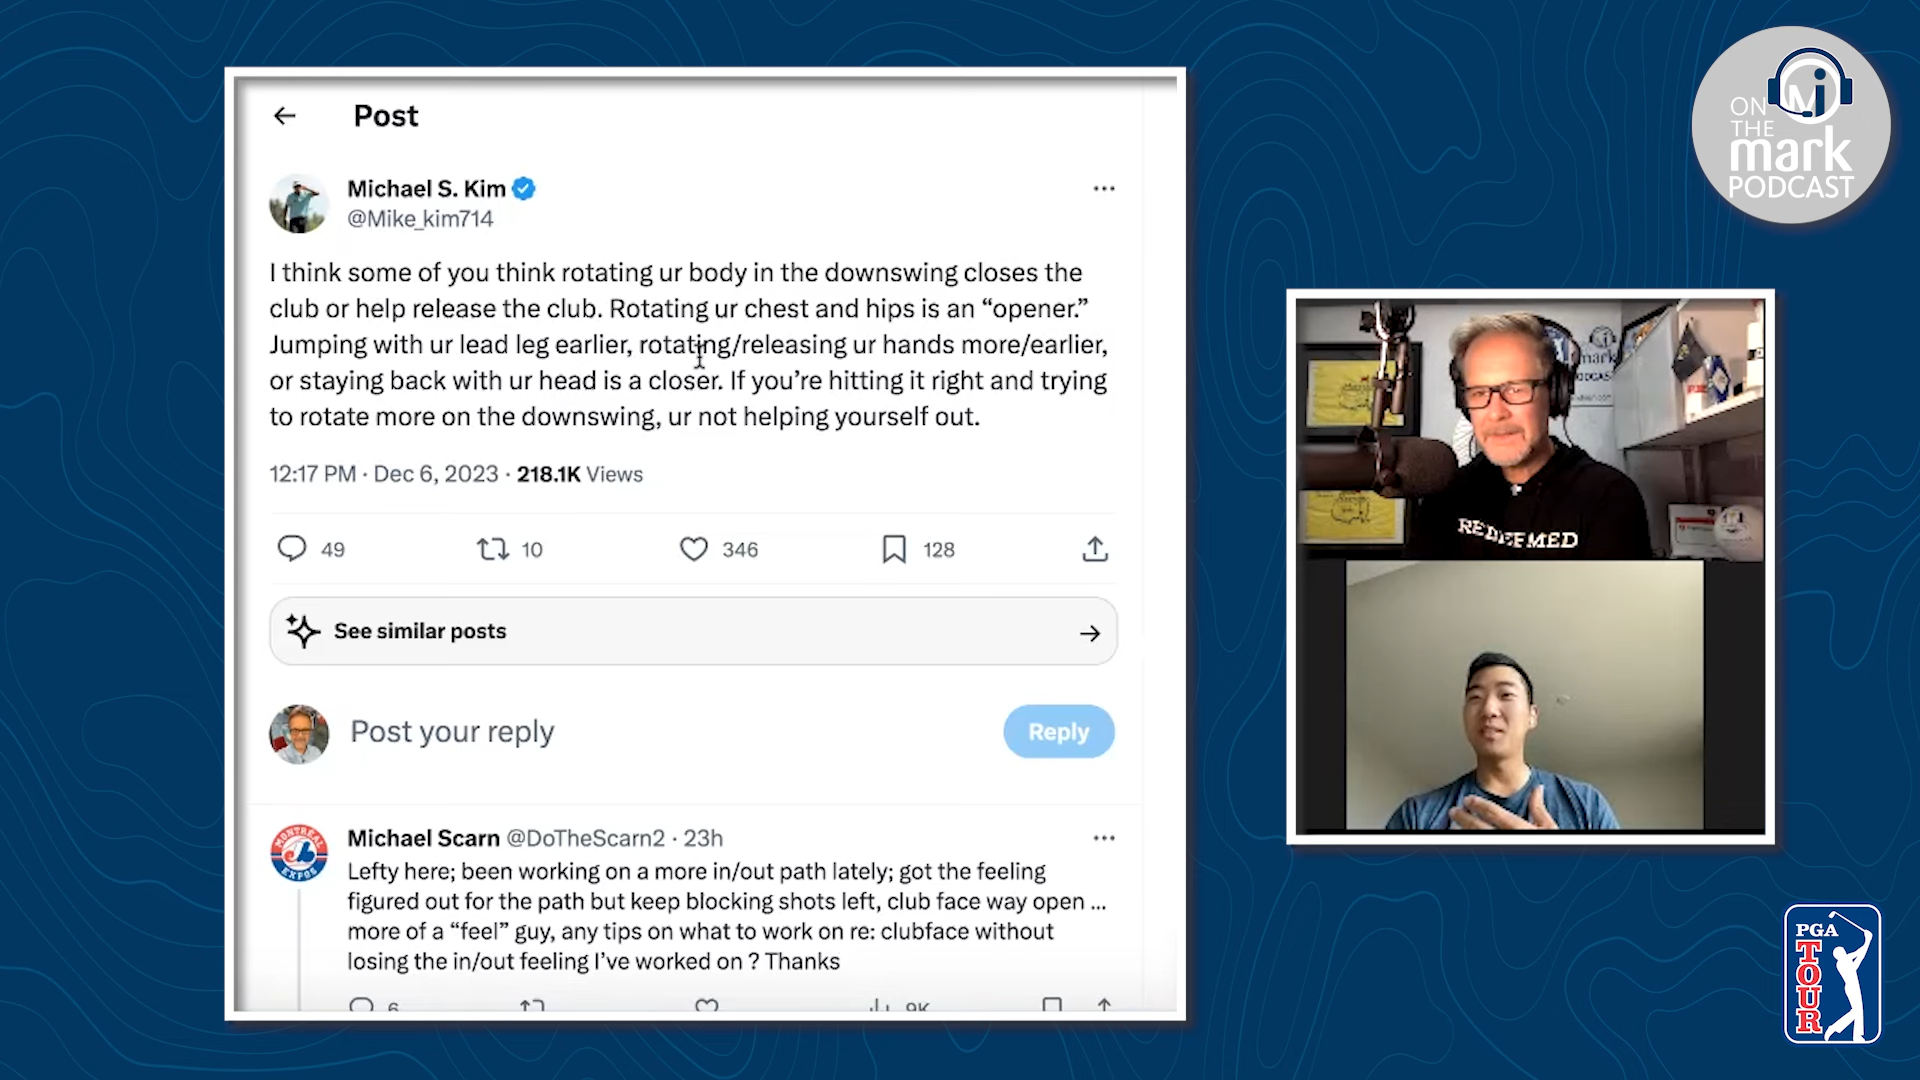 Post
Michael S. Kim
@Mike_kim714
I think some of you think rotating ur body in the downswing closes the
club or help release the club. Rotating ur chest and hips is an “opener.”
Jumping with ur lead leg earlier, rotating/releasing ur hands more/earlier,
or staying back with ur head is a closer. If you’re hitting it right and trying
to rotate more on the downswing, ur not helping yourself out.
12:17 PM · Dec 6, 2023 · 218.1K Views
49 10 346 128
See similar posts
Post your reply
Reply
Michael Scarn @DoTheScarn2 · 23h
Lefty here; been working on a more in/out path lately; got the feeling
figured out for the path but keep blocking shots left, club face way open ...
more of a “feel” guy, any tips on what to work on re: clubface without
losing the in/out feeling I’ve worked on ? Thanks
6 9K
MONTRÉAL
EXPOS
ON
THE
mark
PODCAST
mark
REDEEMED
PGA
TOUR